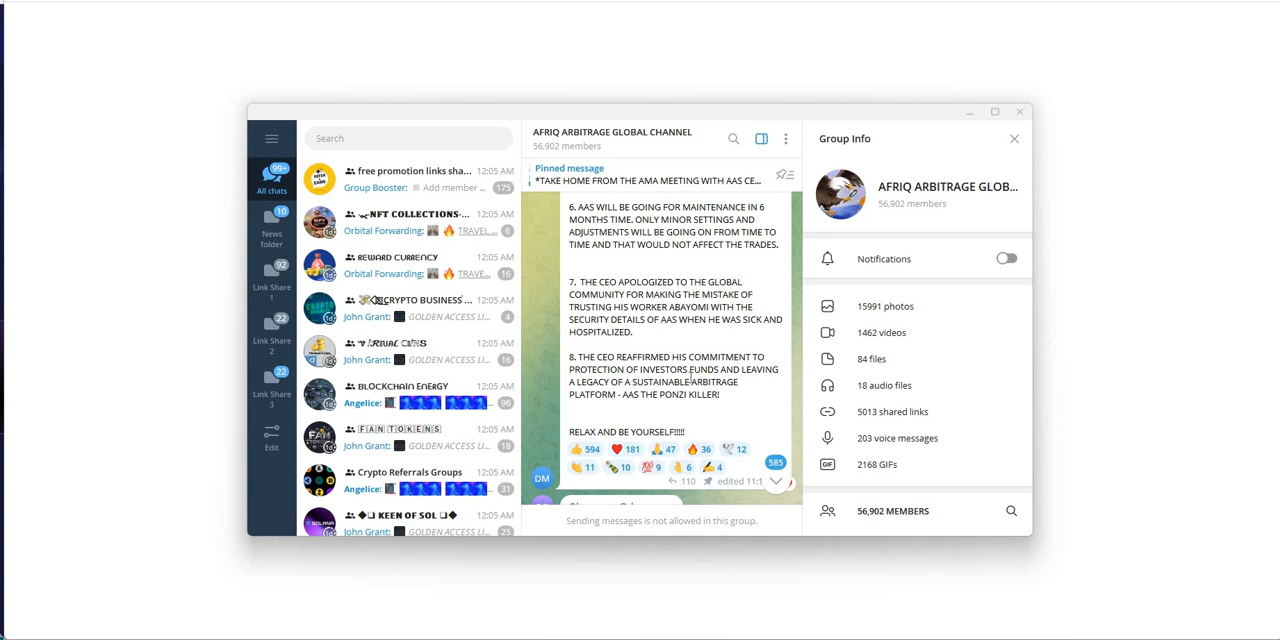 Search
All chats
99+
News folder
10
Link Share 1
92
Link Share 2
22
Link Share 3
22
Edit
free promotion links sha... 12:05 AM
Group Booster: Add member ... 175
NFT COLLECTIONS-... 12:05 AM
Orbital Forwarding: TRAVEL ... 6
REWARD CURRENCY 12:05 AM
Orbital Forwarding: TRAVE... 16
CRYPTO BUSINESS ... 12:05 AM
John Grant: GOLDEN ACCESS LI... 4
12:05 AM
John Grant: GOLDEN ACCESS LI... 16
BLOCKCHAIN ENERGY 12:05 AM
Angelice: 96
FAN TOKENS 12:05 AM
John Grant: GOLDEN ACCESS LI... 18
Crypto Referrals Groups 12:05 AM
Angelice: 31
KEEN OF SOL 12:05 AM
John Grant: GOLDEN ACCESS LI... 25
AFRIQ ARBITRAGE GLOBAL CHANNEL
56,902 members
Pinned message
*TAKE HOME FROM THE AMA MEETING WITH AAS CE...
6. AAS WILL BE GOING FOR MAINTENANCE IN 6
MONTHS TIME. ONLY MINOR SETTINGS AND
ADJUSTMENTS WILL BE GOING ON FROM TIME TO
TIME AND THAT WOULD NOT AFFECT THE TRADES.
7. THE CEO APOLOGIZED TO THE GLOBAL
COMMUNITY FOR MAKING THE MISTAKE OF
TRUSTING HIS WORKER ABAYOMI WITH THE
SECURITY DETAILS OF AAS WHEN HE WAS SICK AND
HOSPITALIZED.
8. THE CEO REAFFIRMED HIS COMMITMENT TO
PROTECTION OF INVESTORS FUNDS AND LEAVING
A LEGACY OF A SUSTAINABLE ARBITRAGE
PLATFORM - AAS THE PONZI KILLER!
RELAX AND BE YOURSELF!!!!!
594 181 47 36 12
11 10 9 6 4
585
110 edited 11:1
DM
Sending messages is not allowed in this group.
Group Info
AFRIQ ARBITRAGE GLOB...
56,902 members
Notifications
15991 photos
1462 videos
84 files
18 audio files
5013 shared links
203 voice messages
GIF 2168 GIFs
56,902 MEMBERS